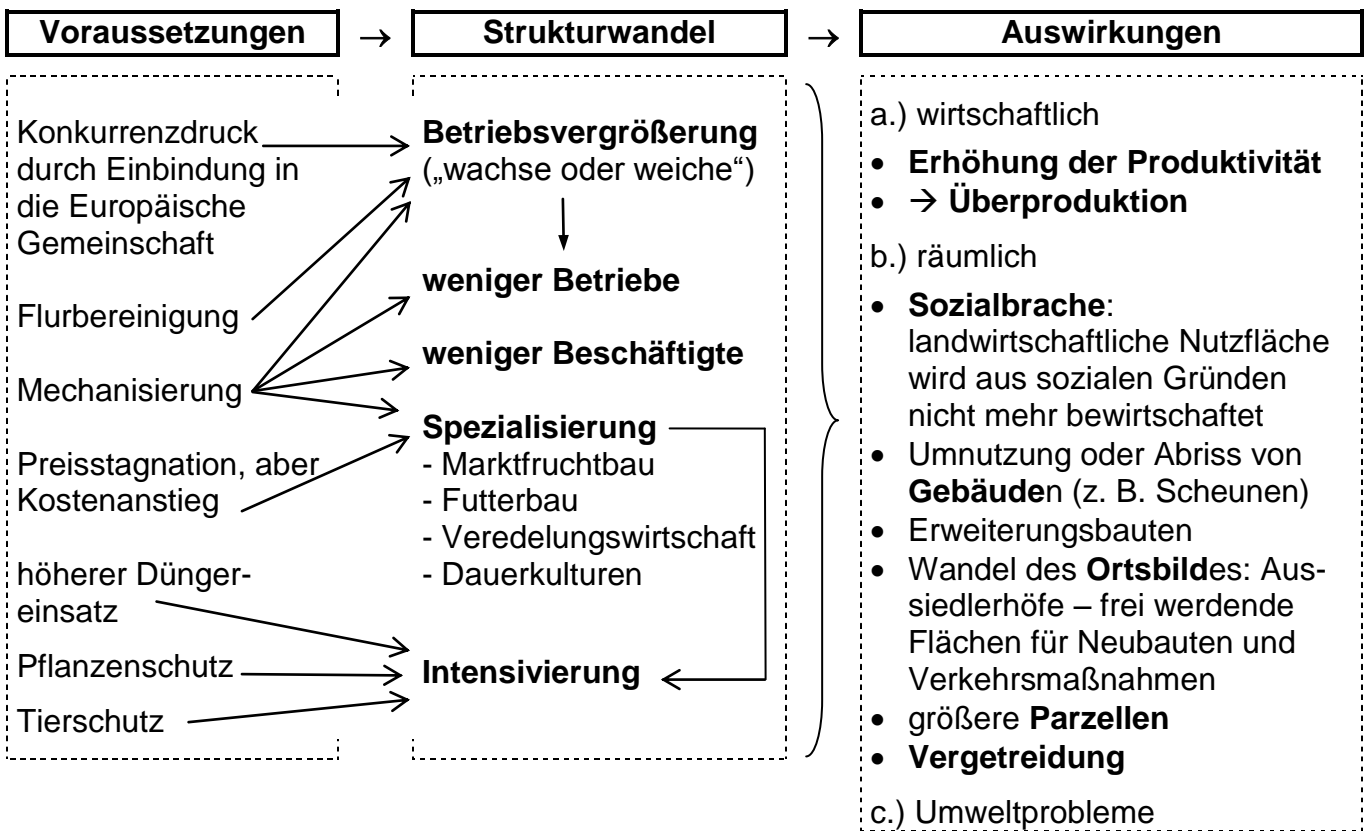 Voraussetzungen → Strukturwandel → Auswirkungen
Konkurrenzdruck
durch Einbindung in
die Europäische
Gemeinschaft
Flurbereinigung
Mechanisierung
Preisstagnation, aber
Kostenanstieg
höherer Dünger-
einsatz
Pflanzenschutz
Tierschutz
Betriebsvergrößerung
(„wachse oder weiche“)
weniger Betriebe
weniger Beschäftigte
Spezialisierung
- Marktfruchtbau
- Futterbau
- Veredelungswirtschaft
- Dauerkulturen
Intensivierung
a.) wirtschaftlich
• Erhöhung der Produktivität
• → Überproduktion
b.) räumlich
• Sozialbrache:
landwirtschaftliche Nutzfläche
wird aus sozialen Gründen
nicht mehr bewirtschaftet
• Umnutzung oder Abriss von
Gebäuden (z. B. Scheunen)
• Erweiterungsbauten
• Wandel des Ortsbildes: Aus-
siedlerhöfe – frei werdende
Flächen für Neubauten und
Verkehrsmaßnahmen
• größere Parzellen
• Vergetreidung
c.) Umweltprobleme